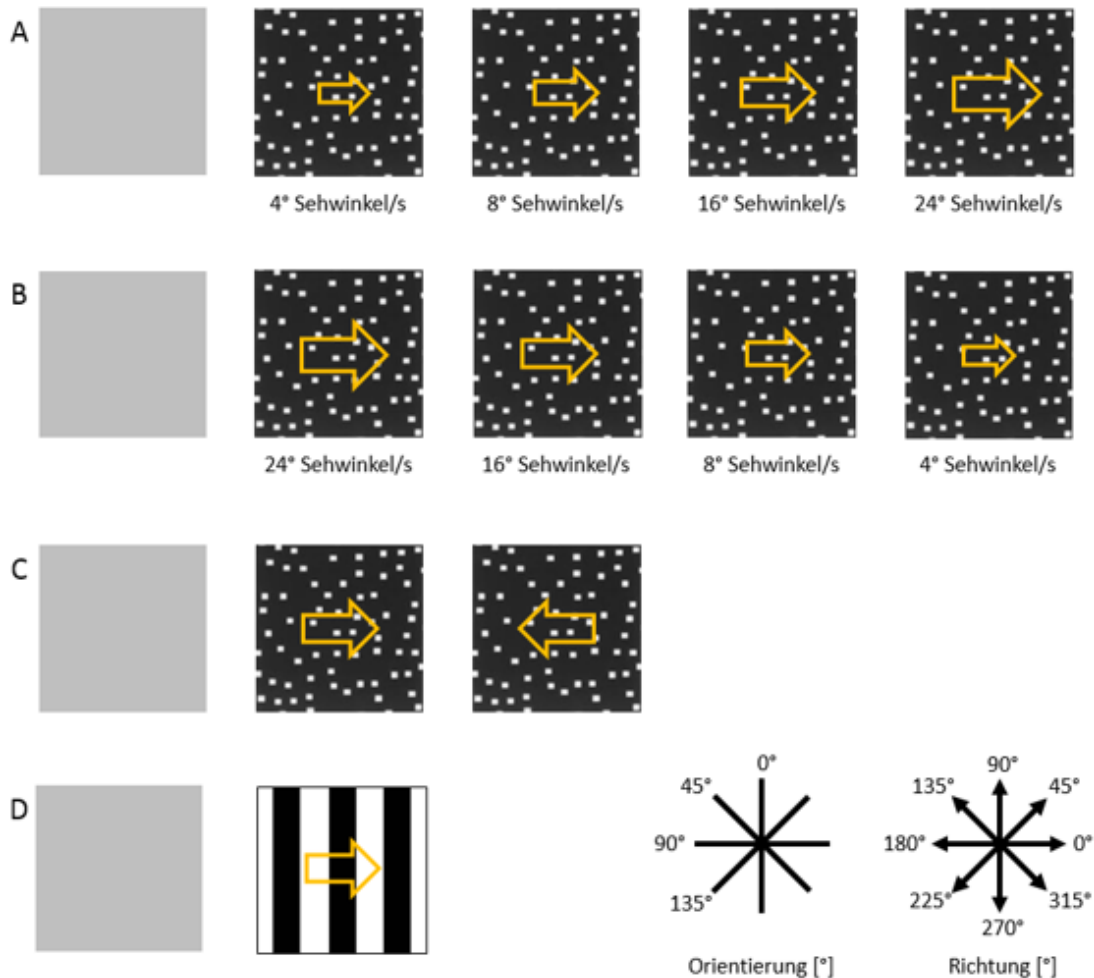 A
4° Sehwinkel/s
8° Sehwinkel/s
16° Sehwinkel/s
24° Sehwinkel/s
B
24° Sehwinkel/s
16° Sehwinkel/s
8° Sehwinkel/s
4° Sehwinkel/s
C
D
0°
45°
90°
135°
Orientierung [°]
90°
135°
45°
180°
0°
225°
315°
270°
Richtung [°]